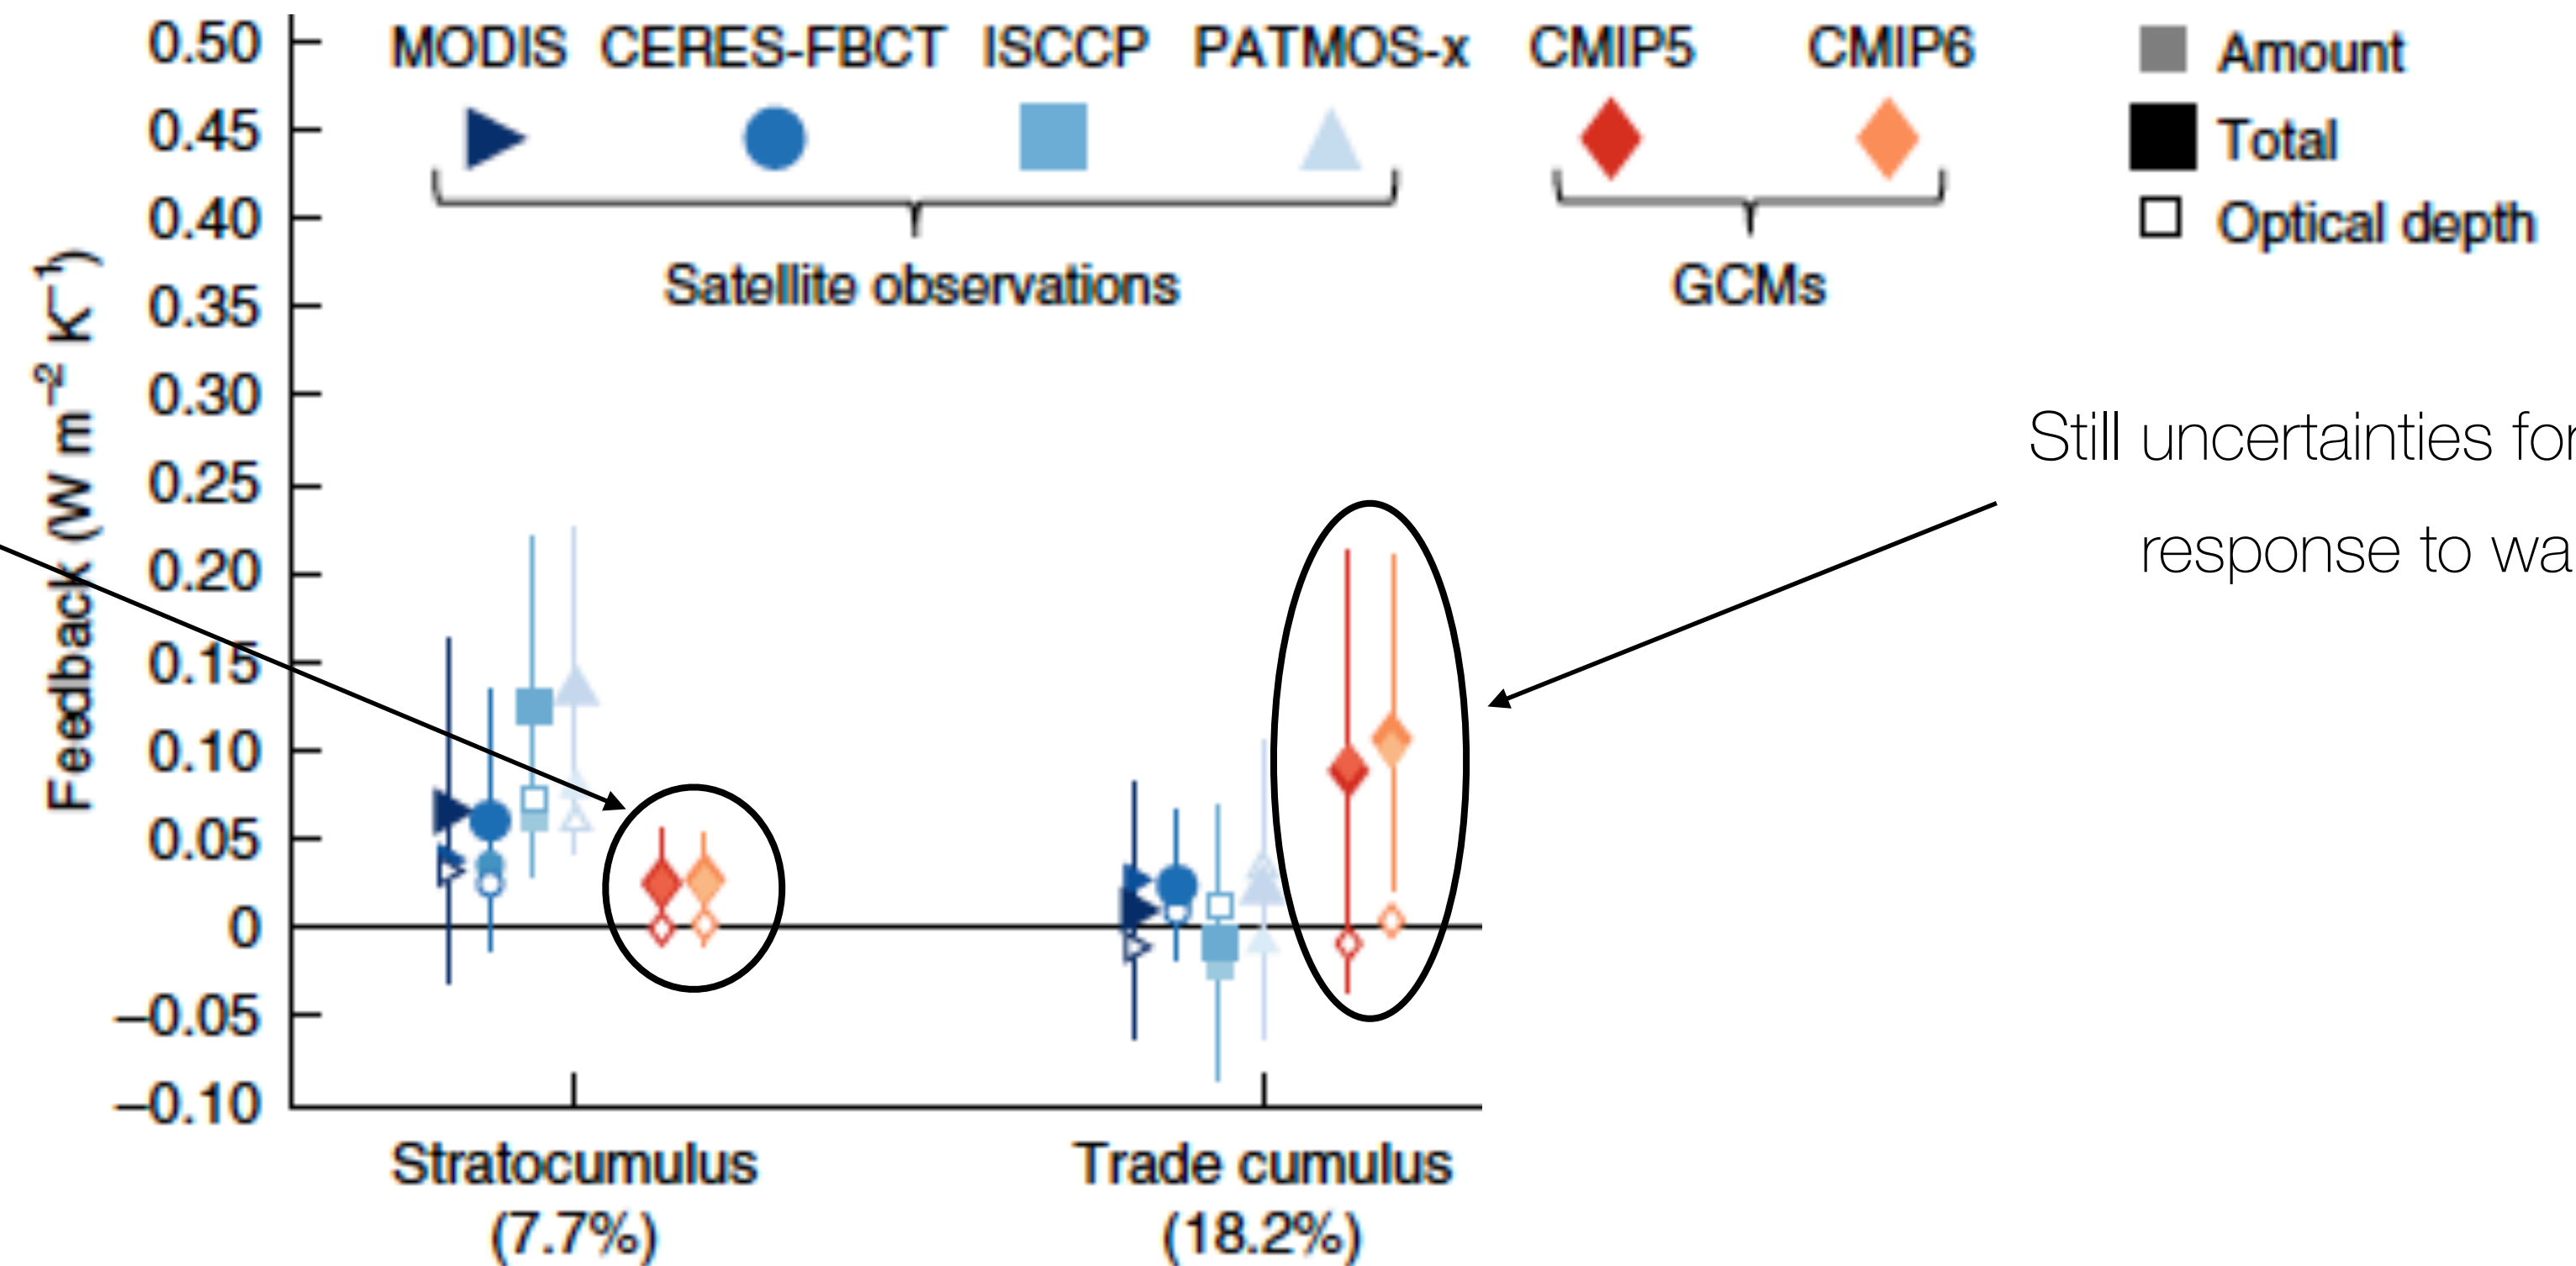 MODIS CERES-FBCT ISCCP PATMOS-x CMIP5 CMIP6
Satellite observations
GCMs
Amount
Total
Optical depth
Feedback (W m⁻² K⁻¹)
0.50
0.45
0.40
0.35
0.30
0.25
0.20
0.15
0.10
0.05
0
−0.05
−0.10
Still uncertainties for
response to wa
Stratocumulus
(7.7%)
Trade cumulus
(18.2%)